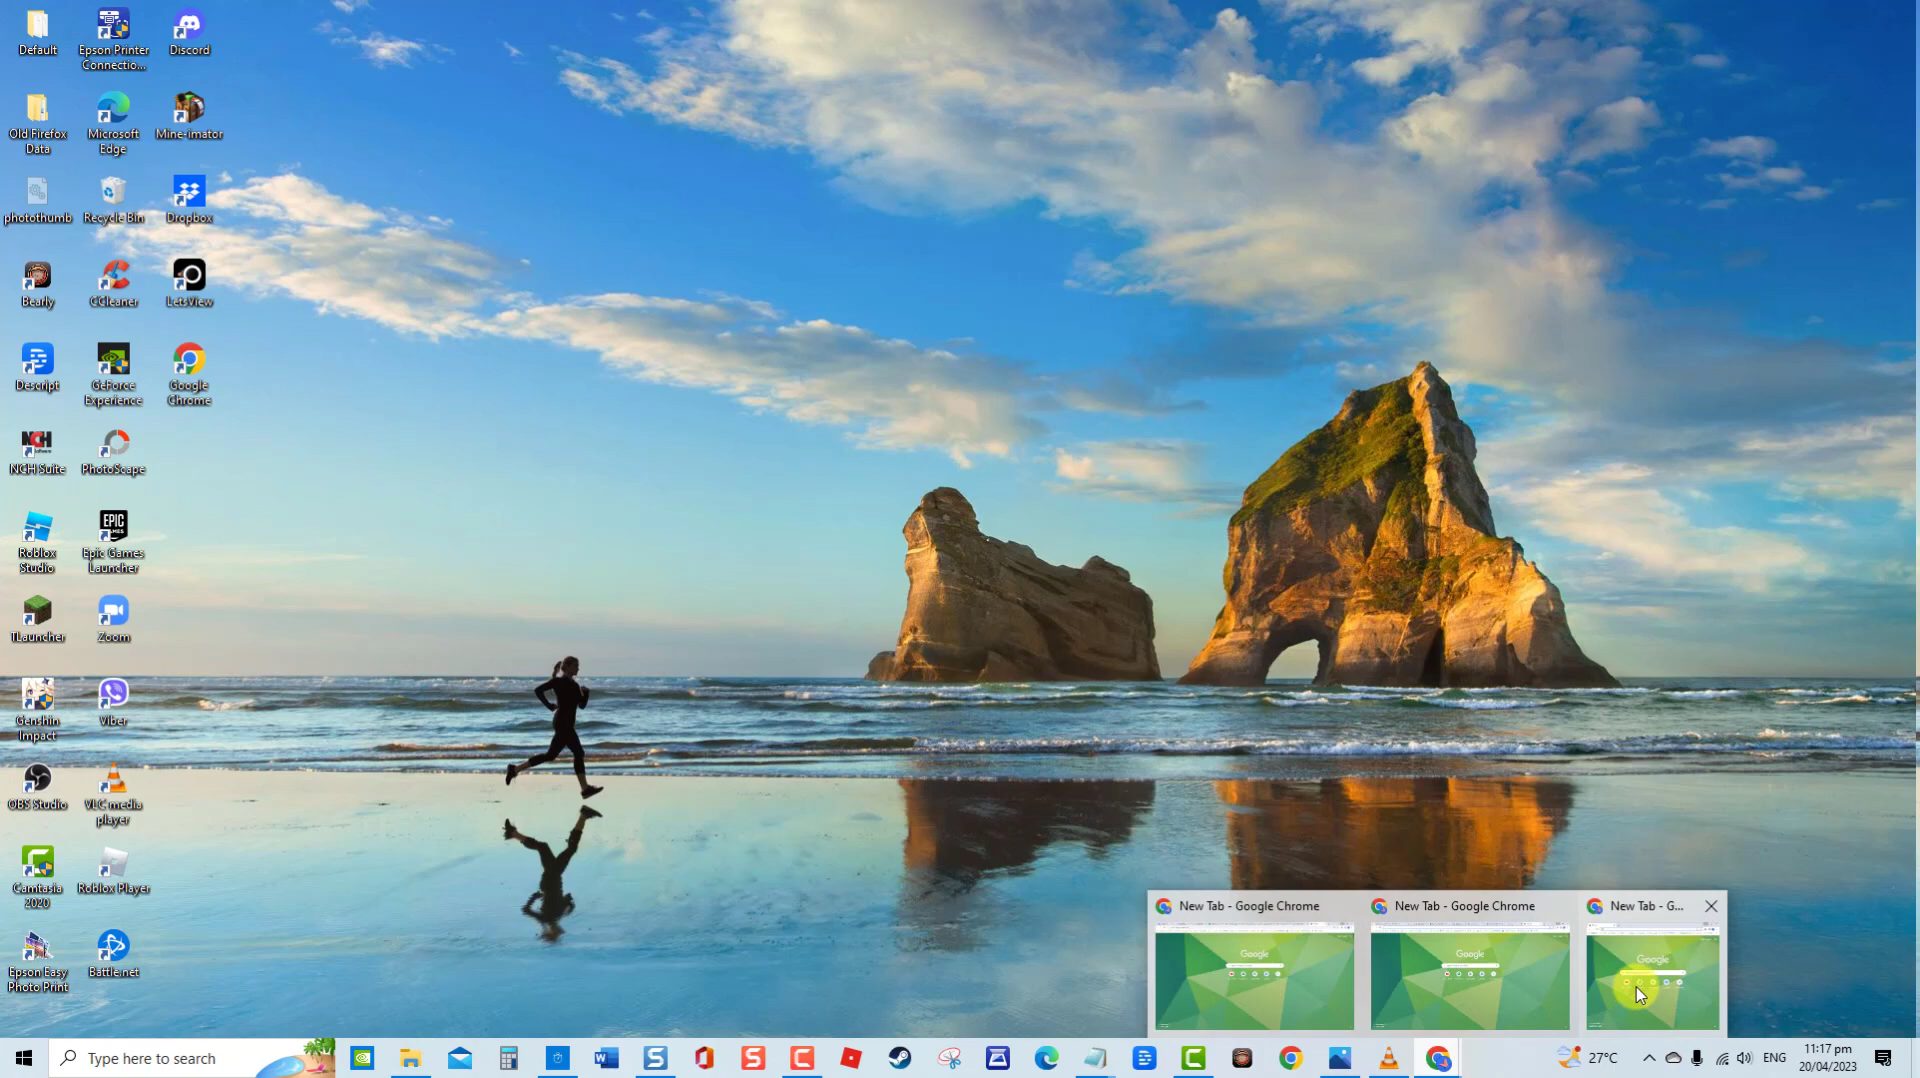 Default
Epson Printer
Connectio...
Discord
Old Firefox
Data
Microsoft
Edge
Mine-imator
photothumb
Recycle Bin
Dropbox
Bearly
CCleaner
LetsView
Descript
GeForce
Experience
Google
Chrome
NCH
NCH Suite
PhotoScape
Roblox
Studio
EPIC
GAMES
Epic Games
Launcher
TLauncher
Zoom
Genshin
Impact
Viber
OBS Studio
VLC media
player
Camtasia
2020
Roblox Player
Epson Easy
Photo Print
Battle.net
New Tab - Google Chrome
New Tab - Google Chrome
New Tab - G...
Google
Google
Google
Type here to search
27°C
ENG
11:17 pm
20/04/2023